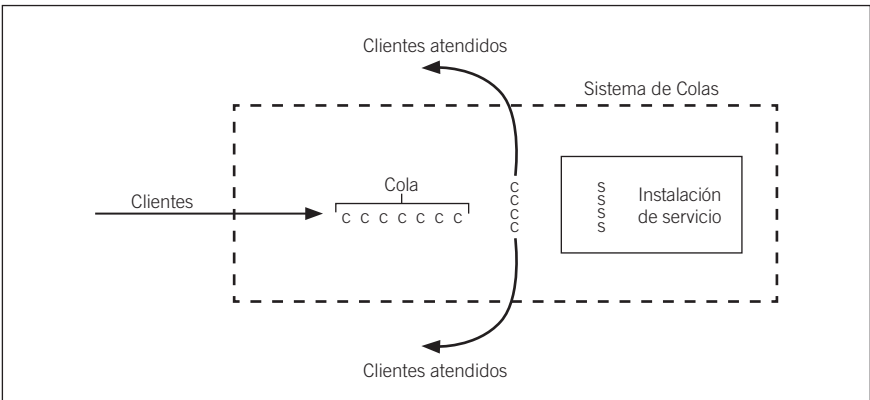 Clientes atendidos
Sistema de Colas
Clientes
Cola
C C C C C C C
C
C
C
C
S
S
S
S
Instalación
de servicio
Clientes atendidos